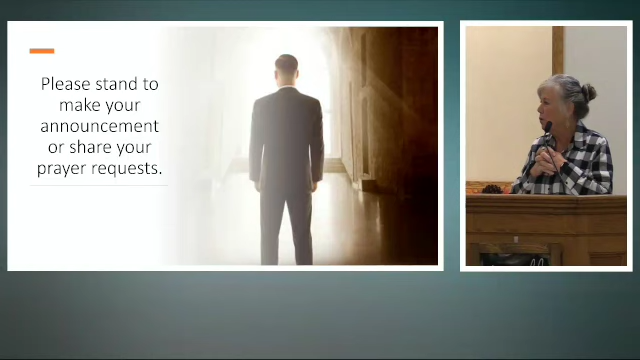 Please stand to
make your
announcement
or share your
prayer requests.